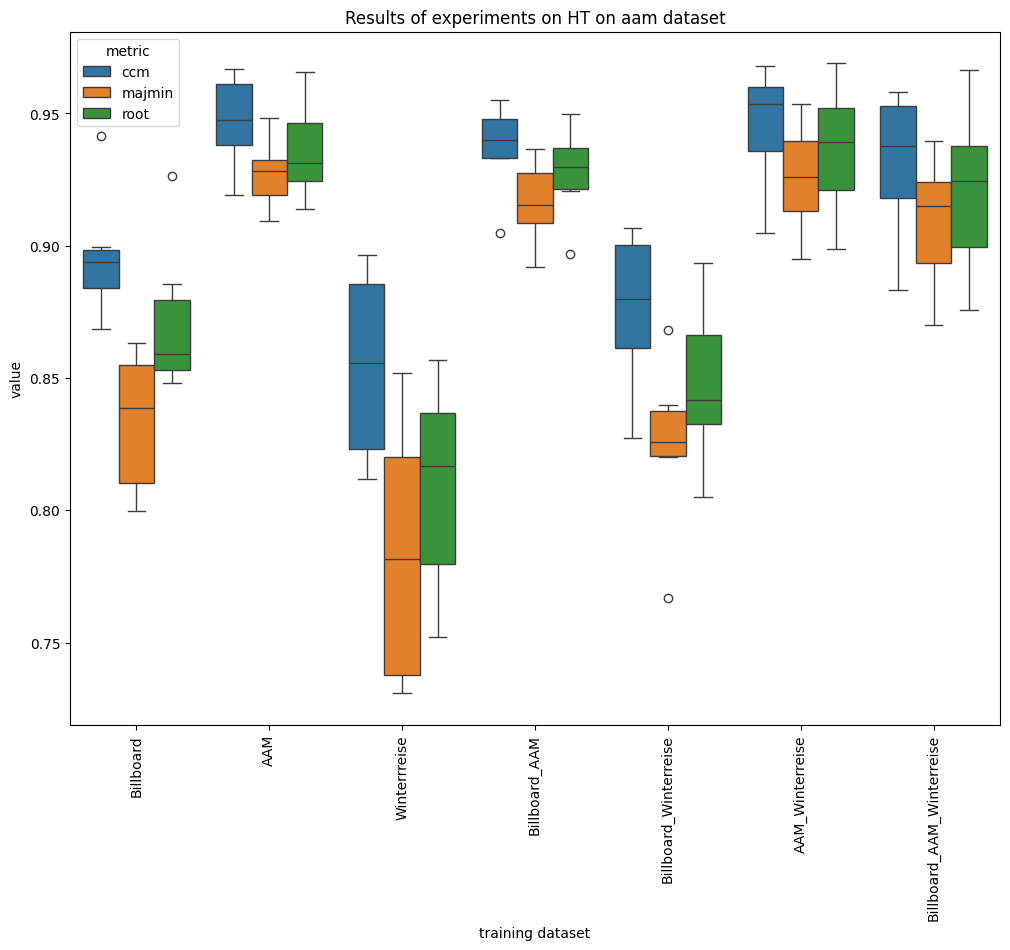 Results of experiments on HT on aam dataset
metric
ccm
majmin
root
value
0.95
0.90
0.85
0.80
0.75
Billboard
AAM
Winterrreise
Billboard_AAM
Billboard_Winterreise
AAM_Winterreise
Billboard_AAM_Winterreise
training dataset